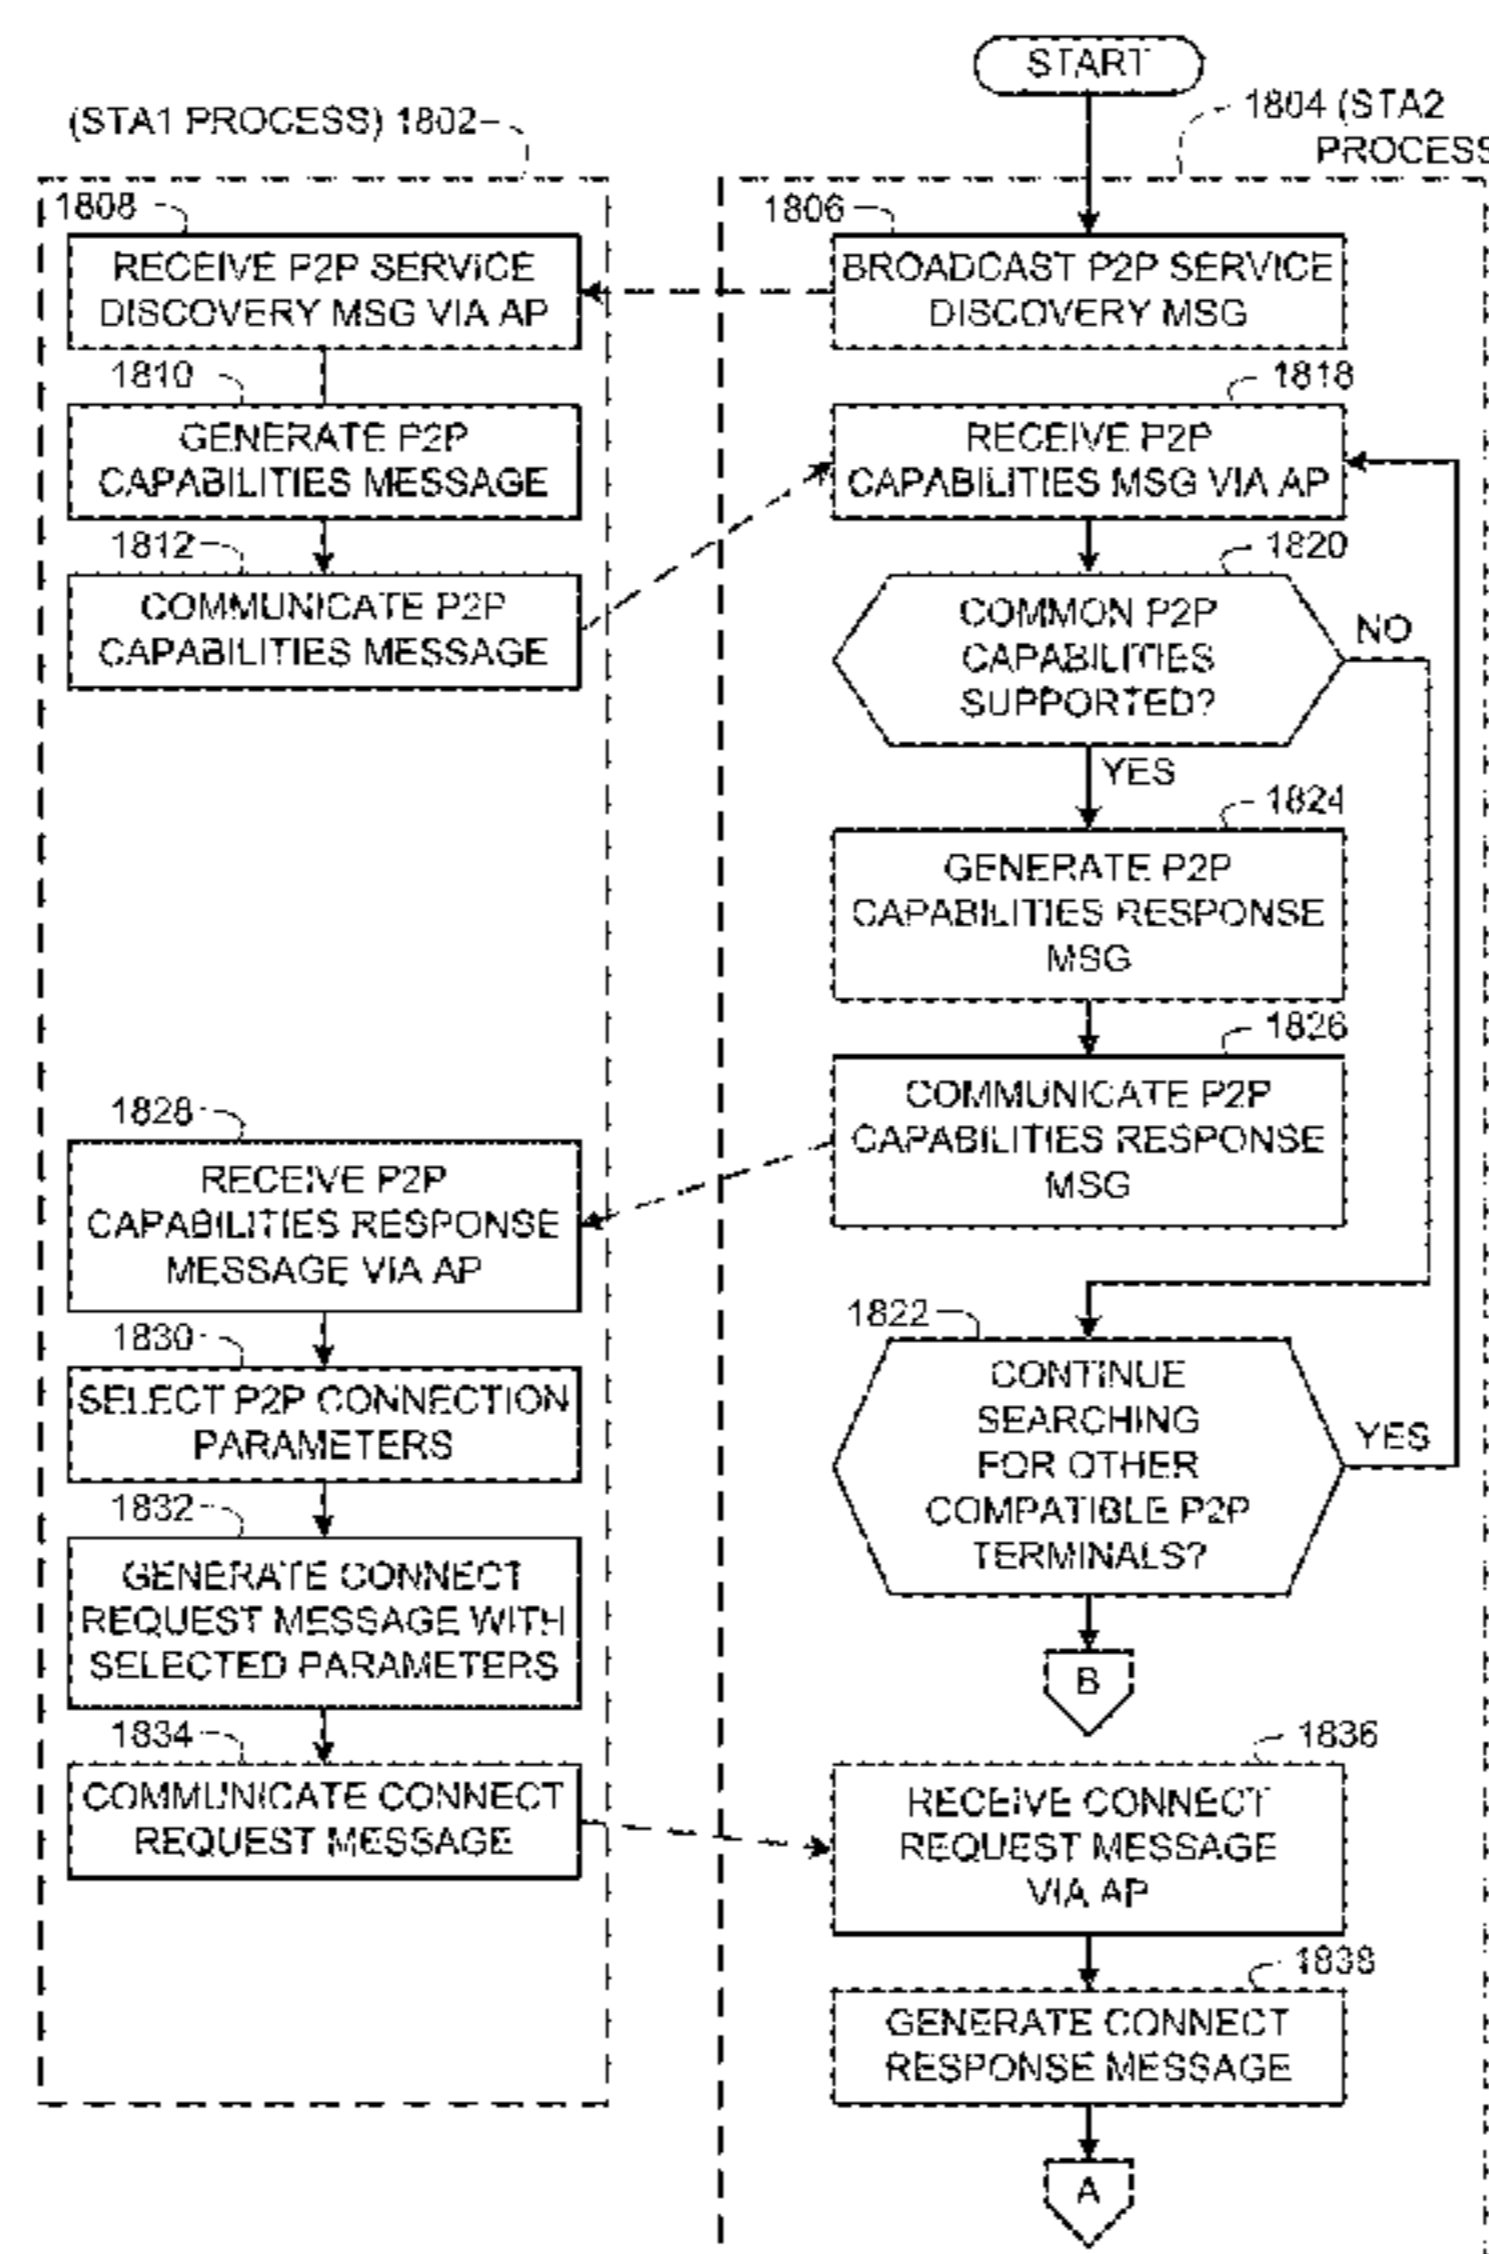 START
(STA1 PROCESS) 1802
1804 (STA2
PROCESS
1808
RECEIVE P2P SERVICE
DISCOVERY MSG VIA AP
1806
BROADCAST P2P SERVICE
DISCOVERY MSG
1810
GENERATE P2P
CAPABILITIES MESSAGE
1818
RECEIVE P2P
CAPABILITIES MSG VIA AP
1812
COMMUNICATE P2P
CAPABILITIES MESSAGE
1820
COMMON P2P
CAPABILITIES
SUPPORTED?
NO
YES
1824
GENERATE P2P
CAPABILITIES RESPONSE
MSG
1826
COMMUNICATE P2P
CAPABILITIES RESPONSE
MSG
1828
RECEIVE P2P
CAPABILITIES RESPONSE
MESSAGE VIA AP
1830
SELECT P2P CONNECTION
PARAMETERS
1822
CONTINUE
SEARCHING
FOR OTHER
COMPATIBLE P2P
TERMINALS?
YES
B
1832
GENERATE CONNECT
REQUEST MESSAGE WITH
SELECTED PARAMETERS
1834
COMMUNICATE CONNECT
REQUEST MESSAGE
1836
RECEIVE CONNECT
REQUEST MESSAGE
VIA AP
1838
GENERATE CONNECT
RESPONSE MESSAGE
A